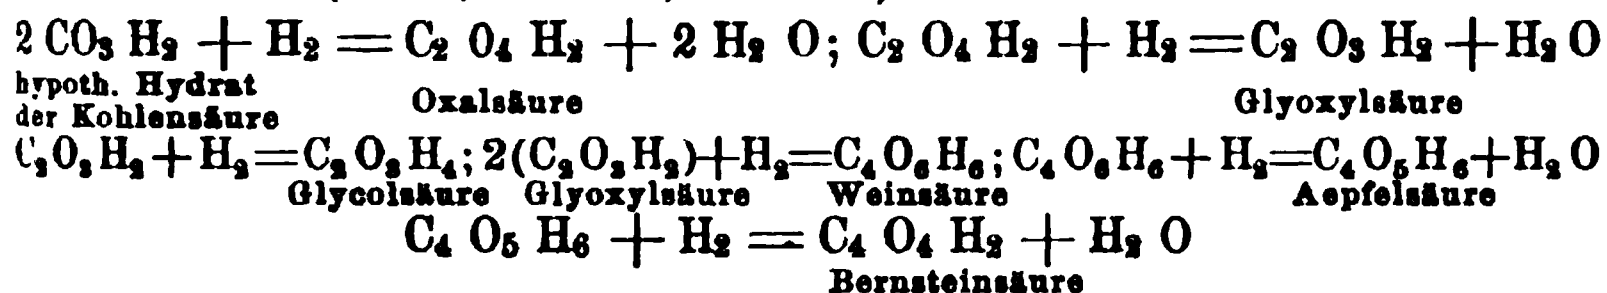 2 CO₃ H₂ + H₂ = C₂ O₄ H₂ + 2 H₂ O; C₂ O₄ H₂ + H₂ = C₂ O₃ H₂ + H₂ O
hypoth. Hydrat Oxalsäure Glyoxylsäure
der Kohlensäure
C₂O₃H₂ + H₂ = C₂O₃H₄; 2(C₂O₃H₂) + H₂ = C₄O₆H₆; C₄O₆H₆ + H₂ = C₄O₅H₆ + H₂O
Glycolsäure Glyoxylsäure Weinsäure Aepfelsäure
C₄ O₅ H₆ + H₂ = C₄ O₄ H₂ + H₂ O
Bernsteinsäure